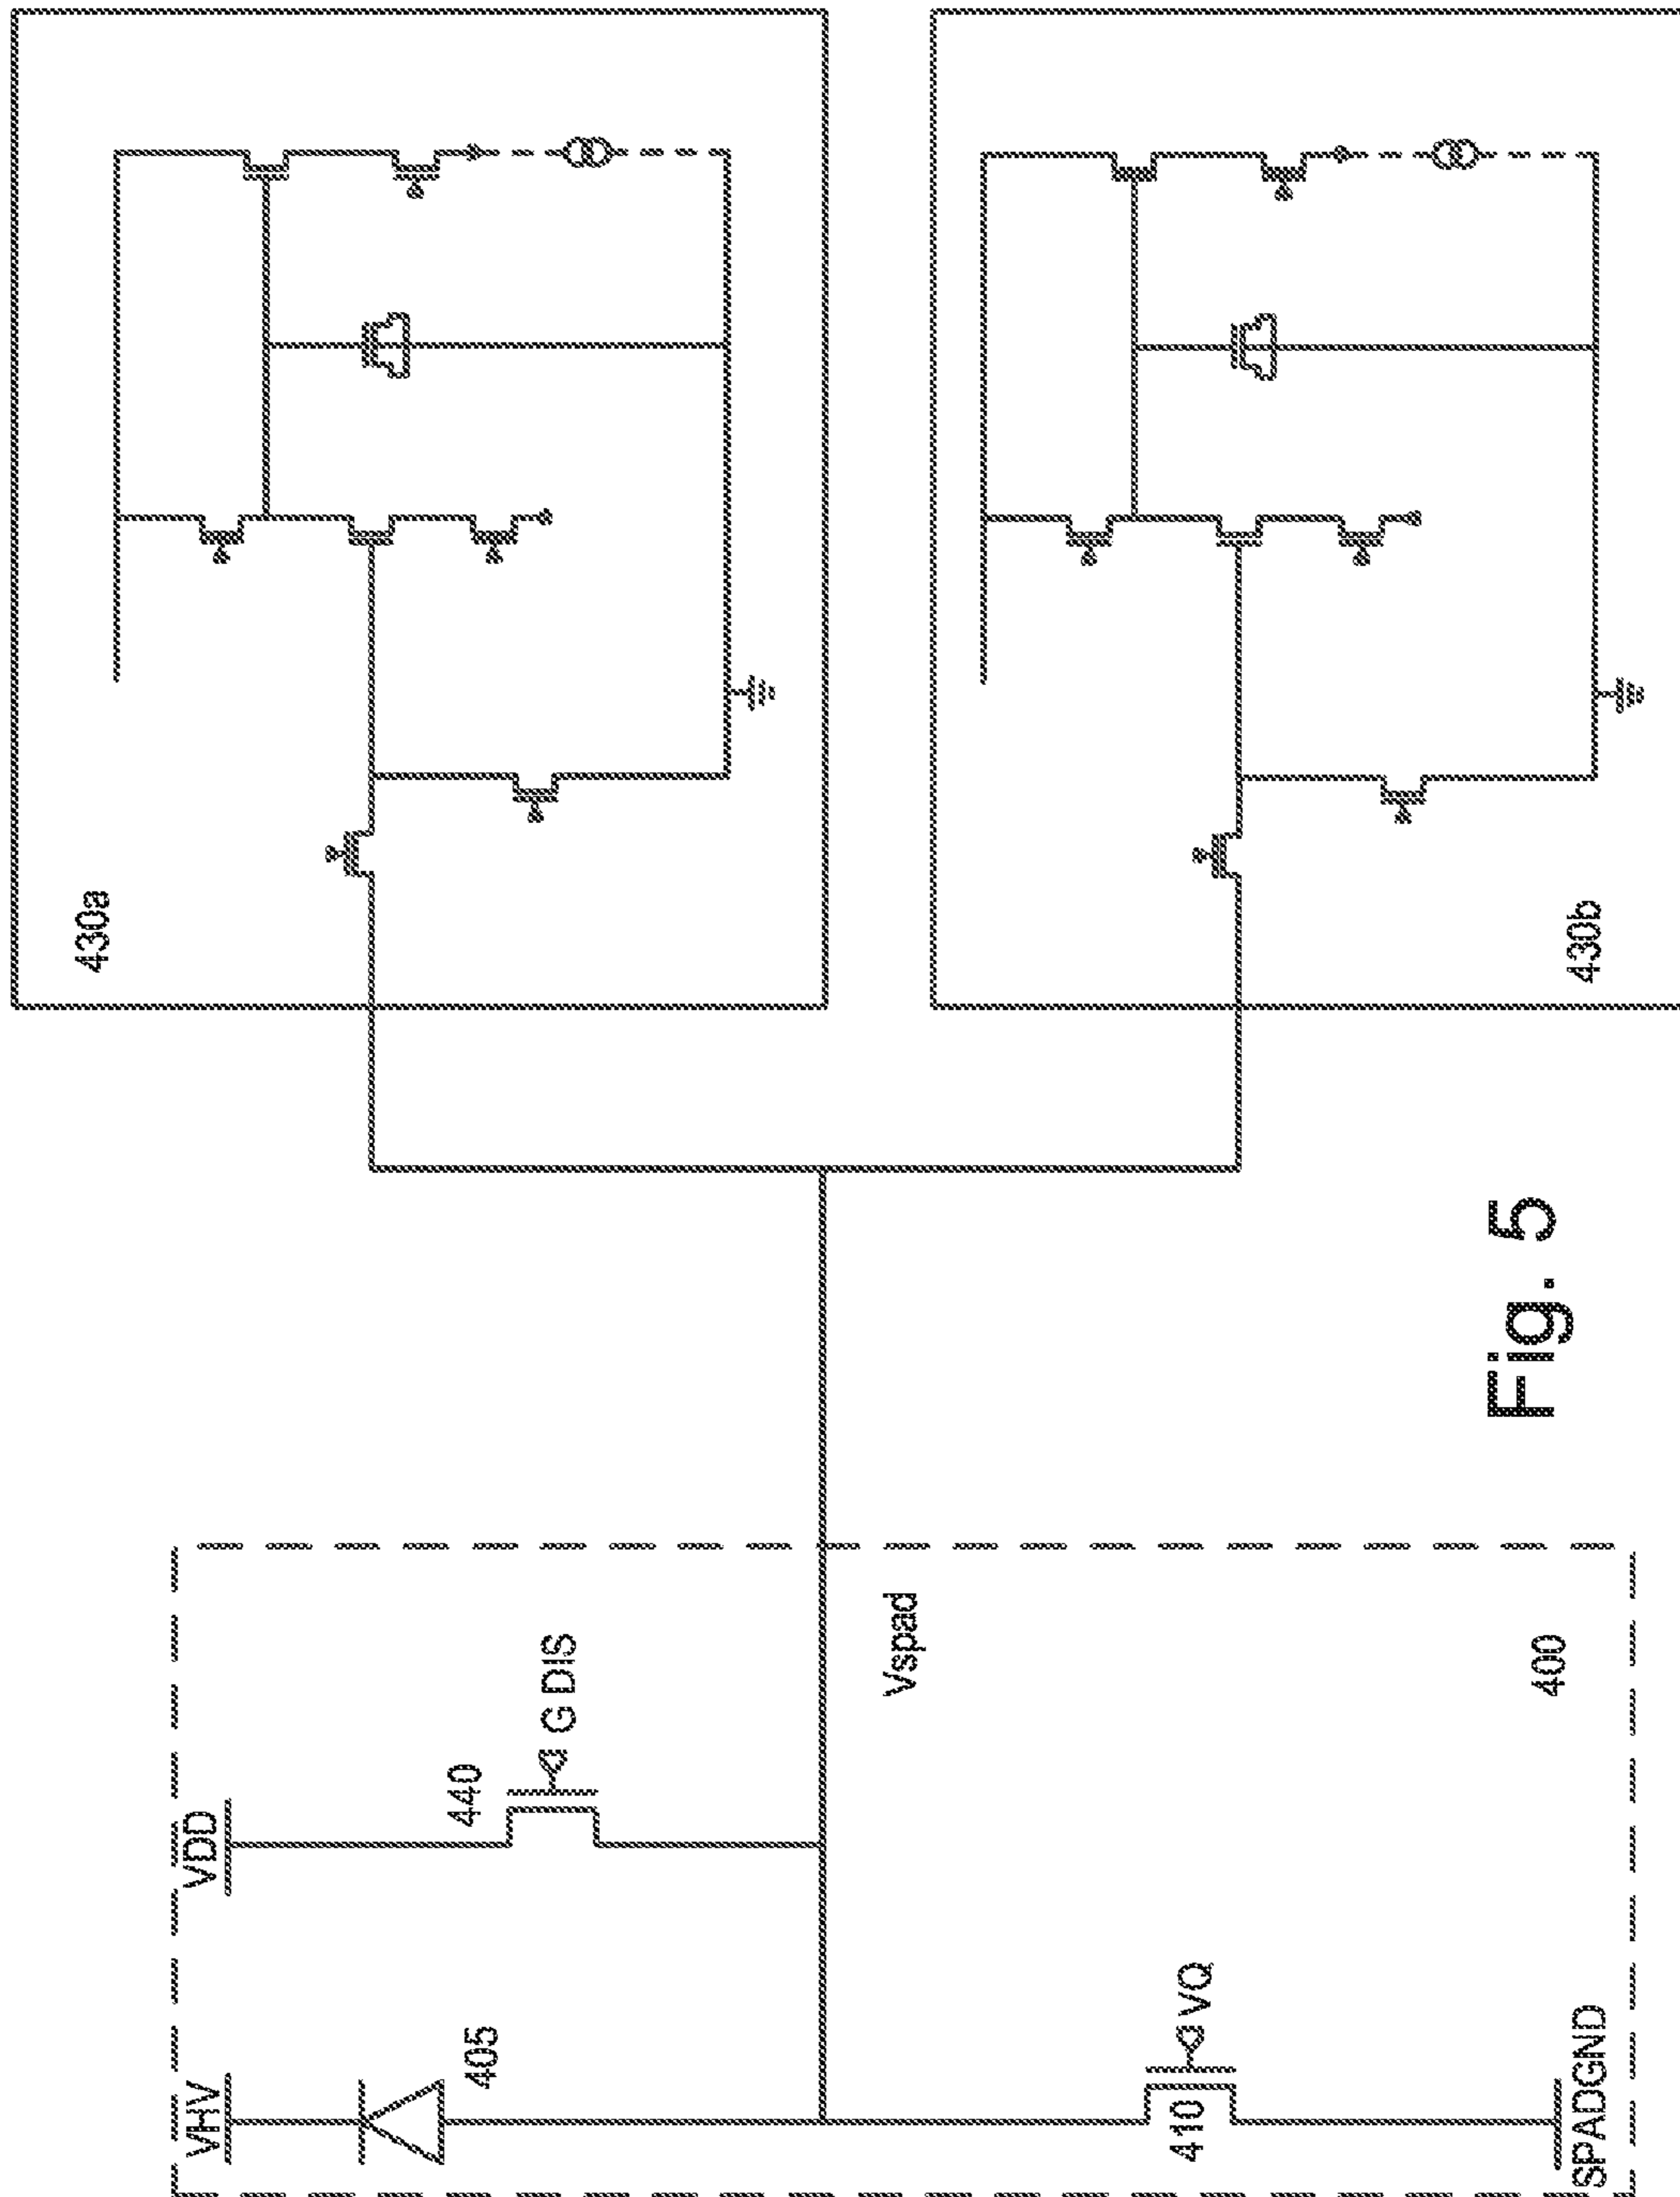 VHV
VDD
405
440
G DIS
Vspad
410
VQ
SPADGND
400
430a
430b
Fig. 5